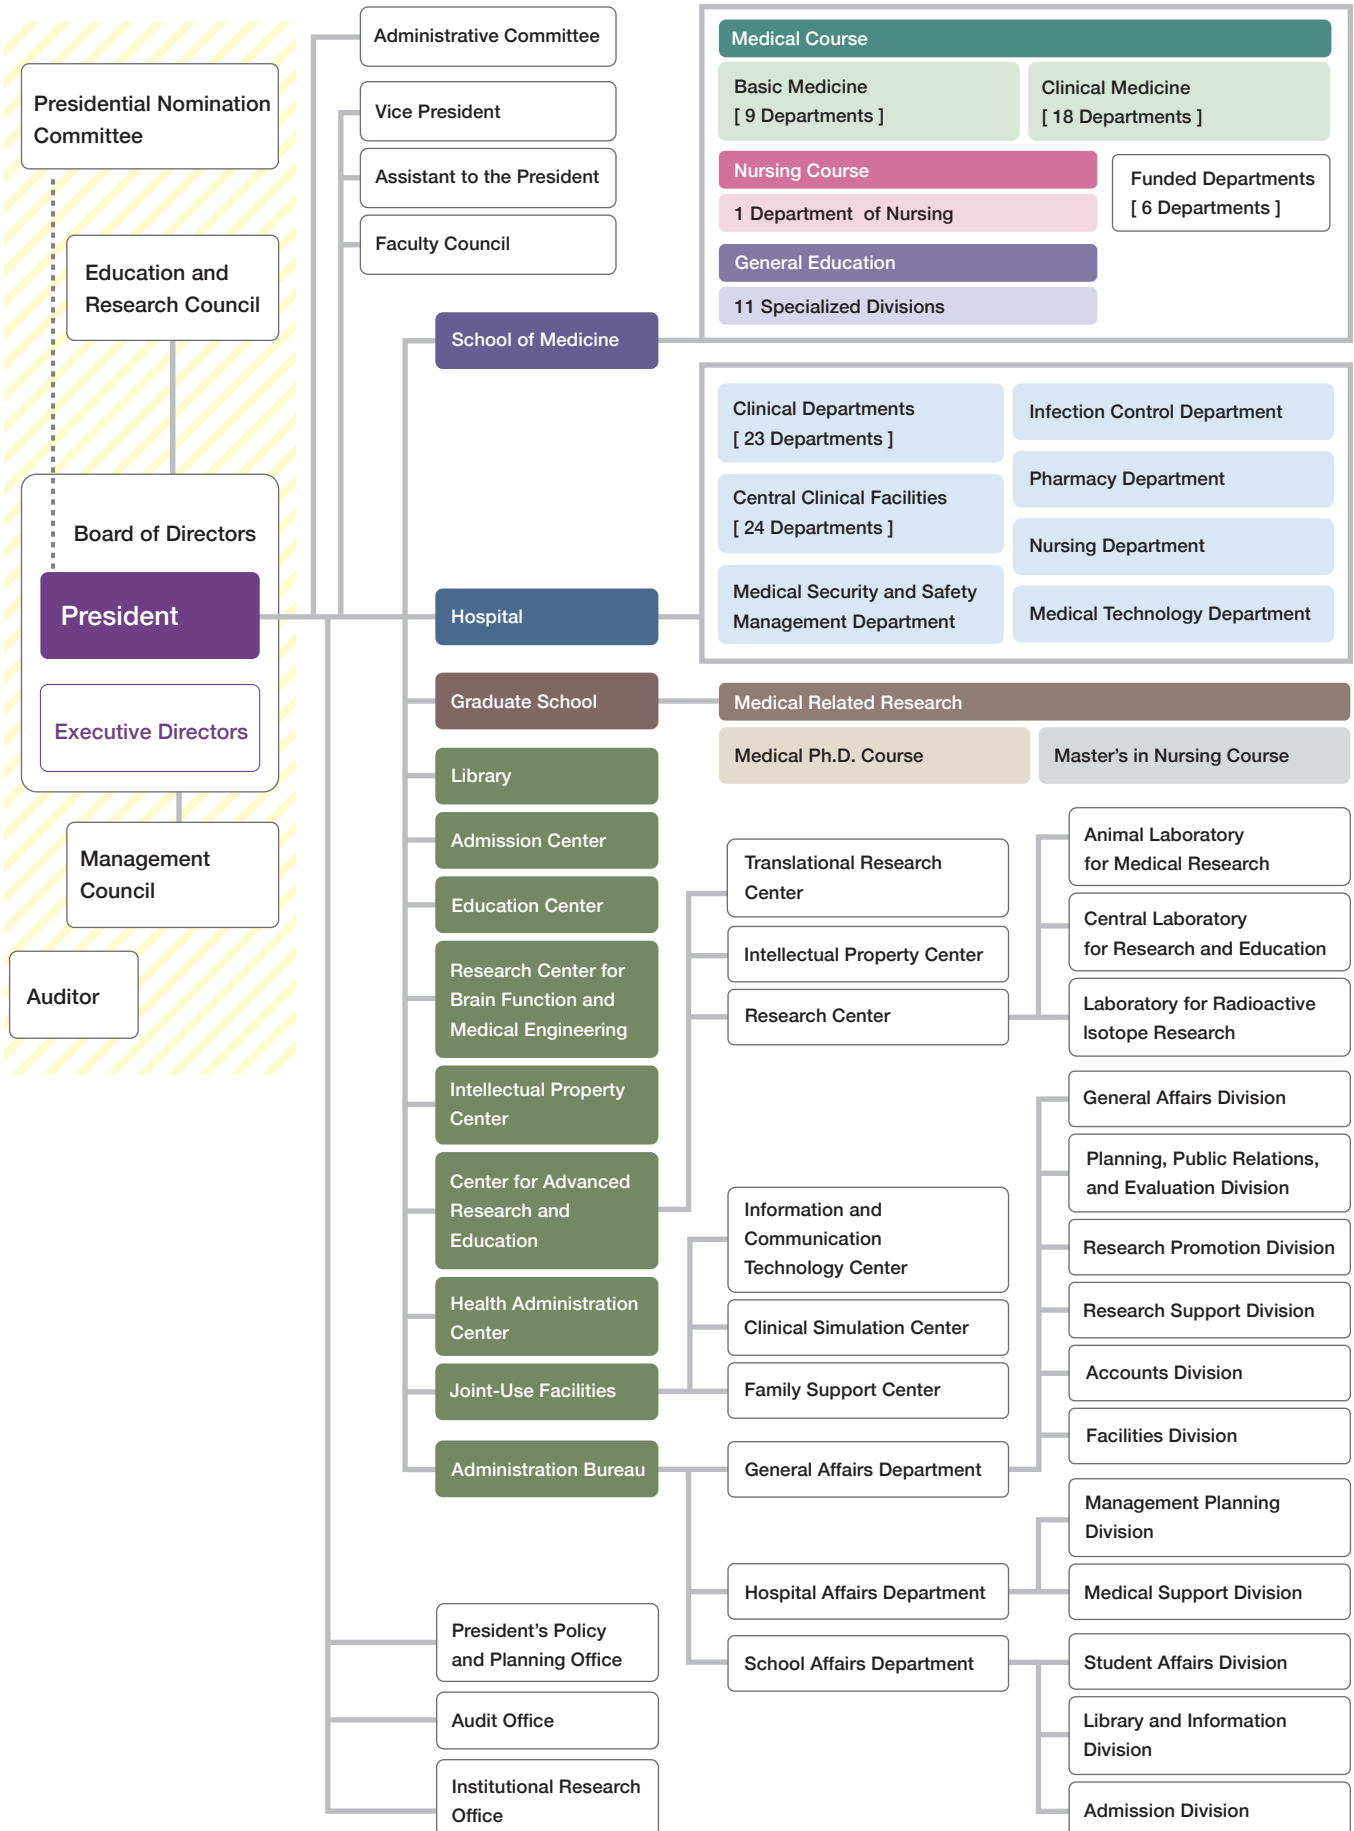 Presidential Nomination
Committee
Education and
Research Council
Board of Directors
President
Executive Directors
Management
Council
Auditor
Administrative Committee
Vice President
Assistant to the President
Faculty Council
School of Medicine
Medical Course
Basic Medicine
[ 9 Departments ]
Clinical Medicine
[ 18 Departments ]
Nursing Course
1 Department of Nursing
Funded Departments
[ 6 Departments ]
General Education
11 Specialized Divisions
Hospital
Clinical Departments
[ 23 Departments ]
Central Clinical Facilities
[ 24 Departments ]
Medical Security and Safety
Management Department
Infection Control Department
Pharmacy Department
Nursing Department
Medical Technology Department
Graduate School
Medical Related Research
Medical Ph.D. Course
Master's in Nursing Course
Library
Admission Center
Education Center
Research Center for
Brain Function and
Medical Engineering
Intellectual Property
Center
Center for Advanced
Research and
Education
Translational Research
Center
Intellectual Property Center
Research Center
Animal Laboratory
for Medical Research
Central Laboratory
for Research and Education
Laboratory for Radioactive
Isotope Research
Health Administration
Center
Joint-Use Facilities
Information and
Communication
Technology Center
Clinical Simulation Center
Family Support Center
Administration Bureau
General Affairs Department
General Affairs Division
Planning, Public Relations,
and Evaluation Division
Research Promotion Division
Research Support Division
Accounts Division
Facilities Division
Hospital Affairs Department
Management Planning
Division
Medical Support Division
School Affairs Department
Student Affairs Division
Library and Information
Division
Admission Division
President's Policy
and Planning Office
Audit Office
Institutional Research
Office